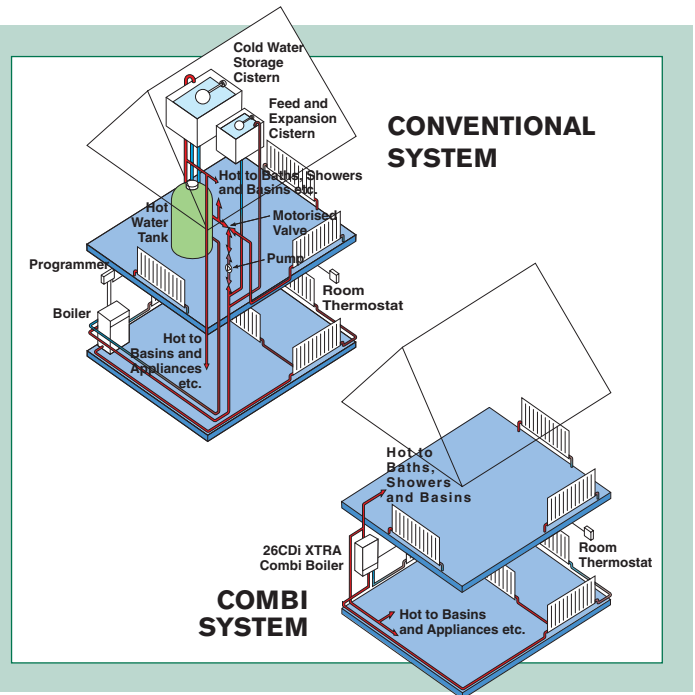 Cold Water
Storage
Cistern
Feed and
Expansion
Cistern
CONVENTIONAL
SYSTEM
Hot to Baths, Showers
and Basins etc.
Hot
Water
Tank
Motorised
Valve
Pump
Programmer
Room
Thermostat
Boiler
Hot to
Basins and
Appliances
etc.
Hot to
Baths,
Showers
and Basins
26CDi XTRA
Combi Boiler
Room
Thermostat
COMBI
SYSTEM
Hot to Basins
and Appliances etc.